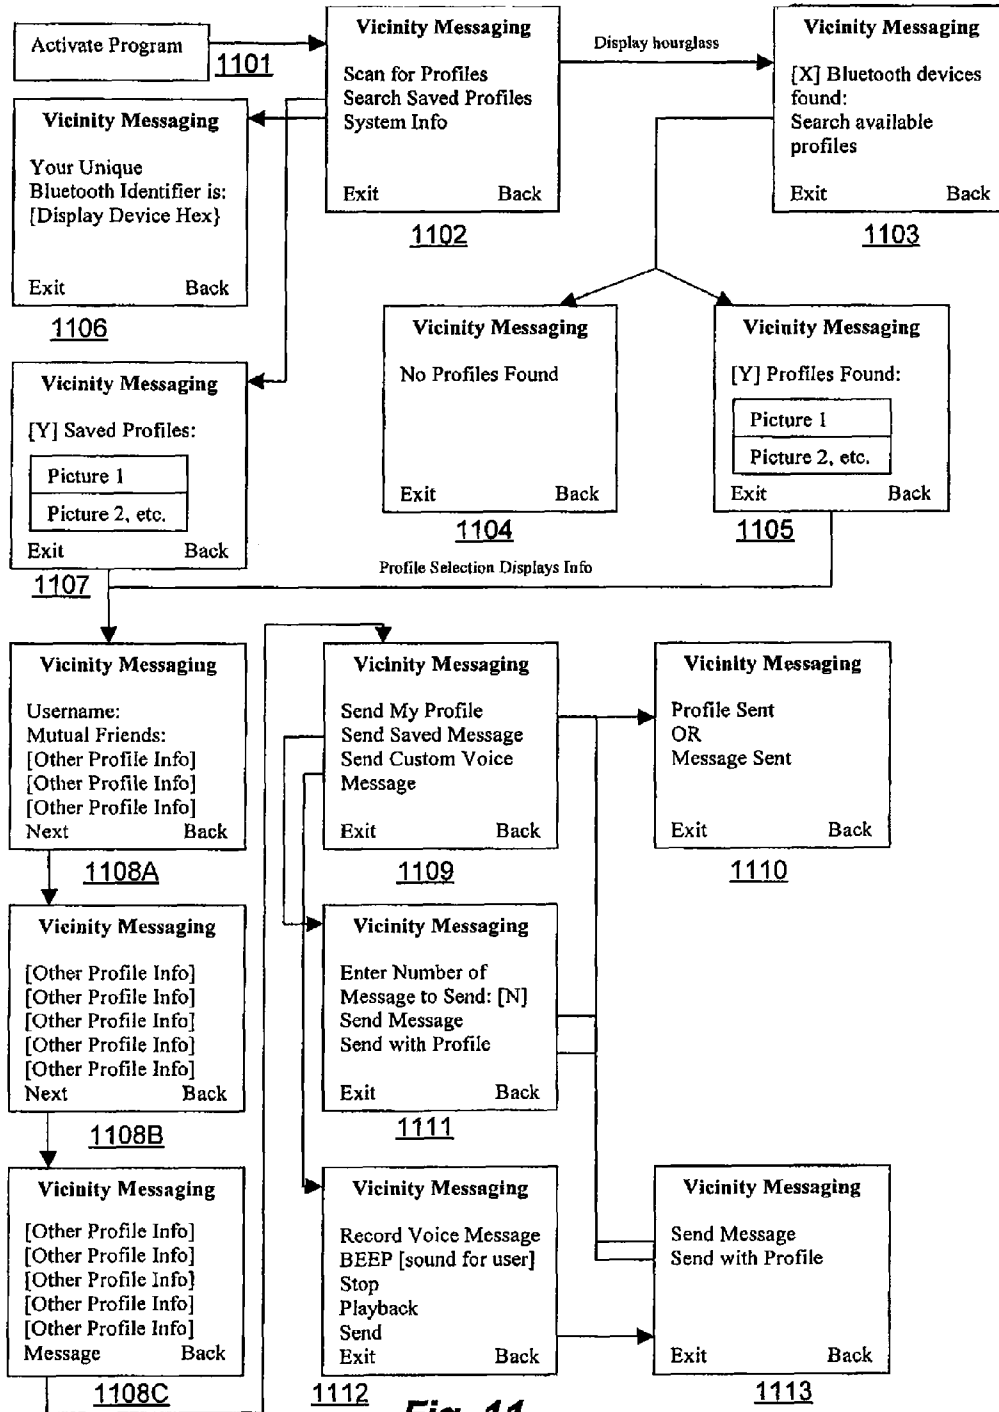 Activate Program
1101
Vicinity Messaging
Scan for Profiles
Search Saved Profiles
System Info
Exit Back
1102
Display hourglass
Vicinity Messaging
[X] Bluetooth devices
found:
Search available
profiles
Exit Back
1103
Vicinity Messaging
Your Unique
Bluetooth Identifier is:
[Display Device Hex}
Exit Back
1106
Vicinity Messaging
No Profiles Found
Exit Back
1104
Vicinity Messaging
[Y] Profiles Found:
Picture 1
Picture 2, etc.
Exit Back
1105
Vicinity Messaging
[Y] Saved Profiles:
Picture 1
Picture 2, etc.
Exit Back
1107
Profile Selection Displays Info
Vicinity Messaging
Username:
Mutual Friends:
[Other Profile Info]
[Other Profile Info]
[Other Profile Info]
Next Back
1108A
Vicinity Messaging
Send My Profile
Send Saved Message
Send Custom Voice
Message
Exit Back
1109
Vicinity Messaging
Profile Sent
OR
Message Sent
Exit Back
1110
Vicinity Messaging
[Other Profile Info]
[Other Profile Info]
[Other Profile Info]
[Other Profile Info]
[Other Profile Info]
Next Back
1108B
Vicinity Messaging
Enter Number of
Message to Send: [N]
Send Message
Send with Profile
Exit Back
1111
Vicinity Messaging
[Other Profile Info]
[Other Profile Info]
[Other Profile Info]
[Other Profile Info]
[Other Profile Info]
Message Back
1108C
Vicinity Messaging
Record Voice Message
BEEP [sound for user]
Stop
Playback
Send
Exit Back
1112
Vicinity Messaging
Send Message
Send with Profile
Exit Back
1113
Fig. 11